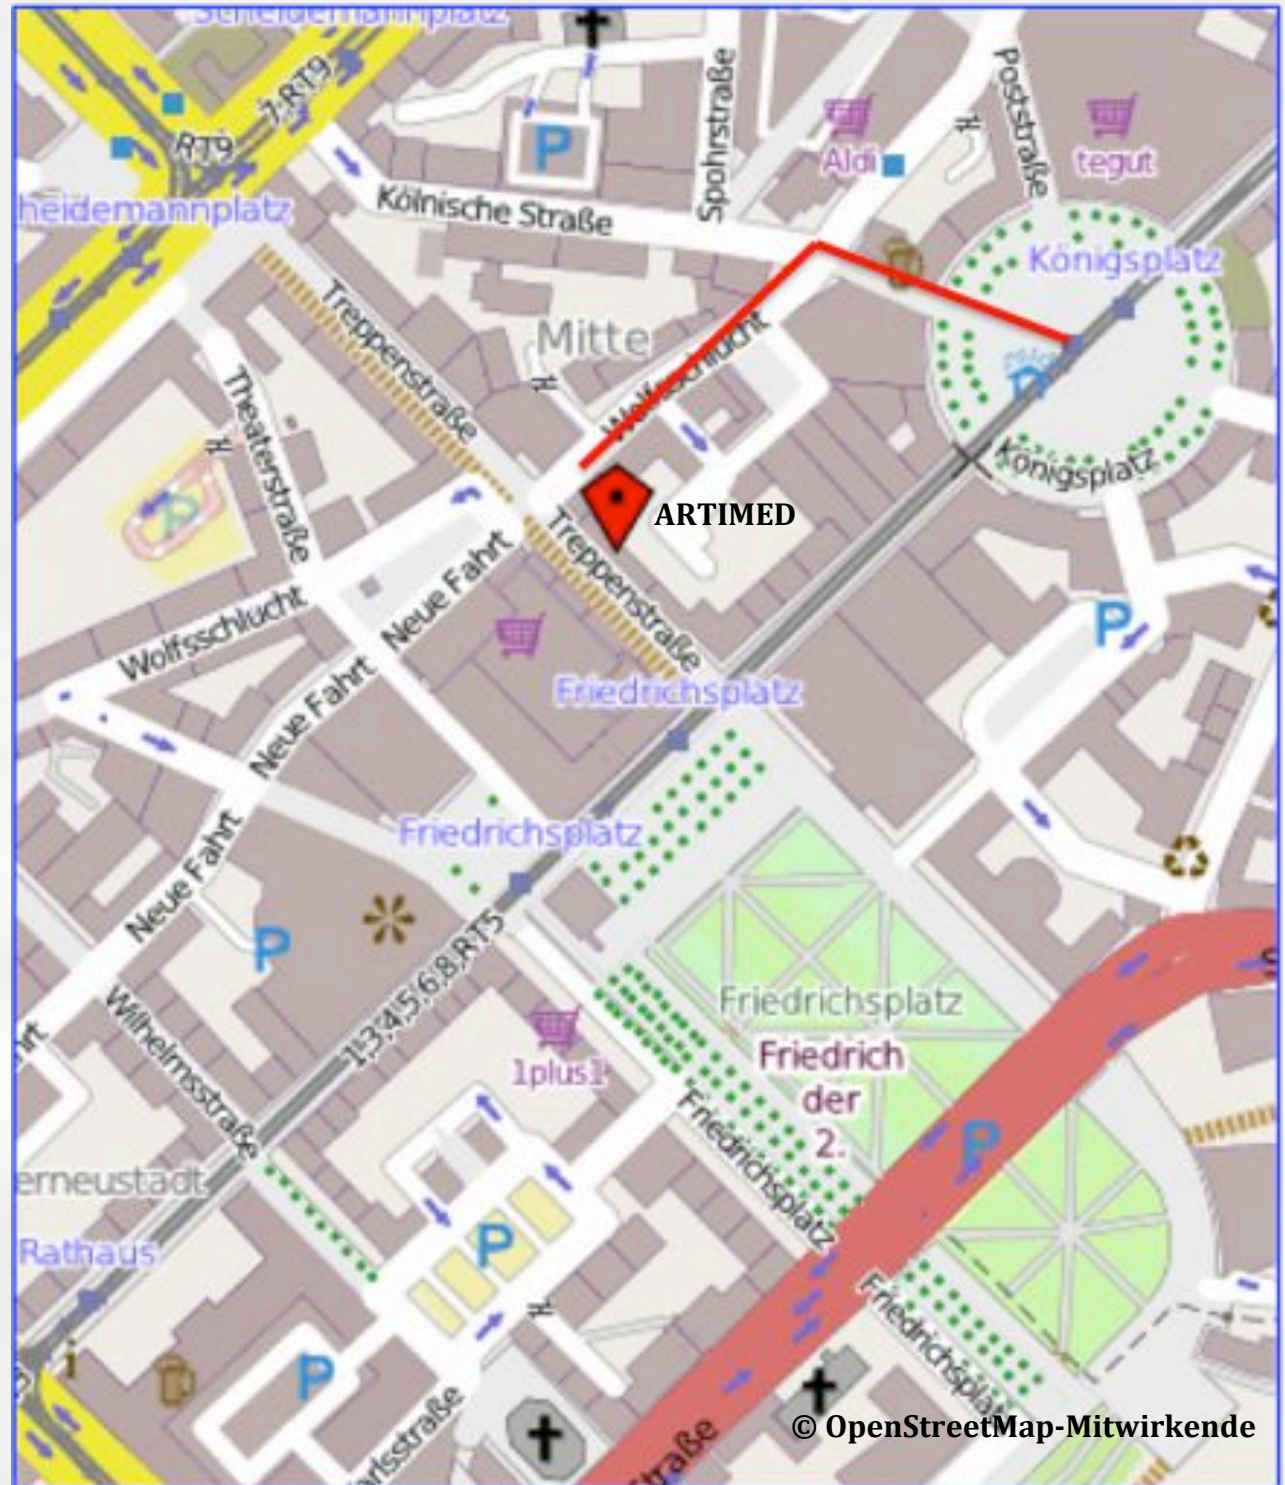 Scheidemannplatz
7;RT9
RT9
Poststraße
Spohrstraße
Aldi
tegut
heidemannplatz
Kölnische Straße
Königsplatz
Treppenstraße
Mitte
Wolfsschlucht
Theaterstraße
Königsplatz
ARTIMED
Treppenstraße
Neue Fahrt
P
P
Wolfsschlucht
Neue Fahrt
Friedrichsplatz
Neue Fahrt
Friedrichsplatz
P
1;3;4;5;6;8;RT5
Friedrichsplatz
Wilhelmsstraße
1plus1
Friedrich
der
2.
P
Friedrichsplatz
erneustadt
Rathaus
P
Friedrichsplatz
i
P
arlsstraße
traße
© OpenStreetMap-Mitwirkende